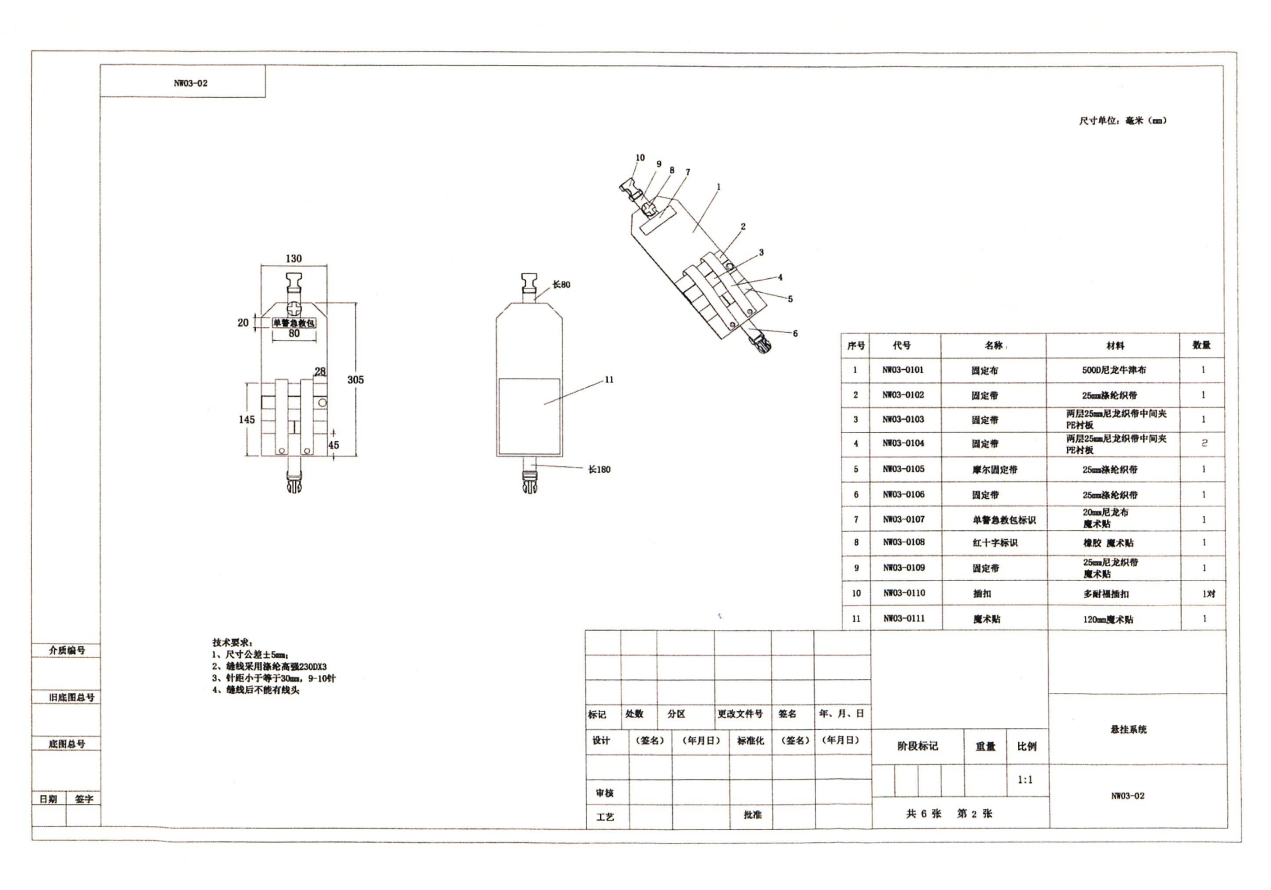 NW03-02
尺寸单位：毫米（mm）
10
9
8
7
1
2
3
4
5
6
130
20
单警急救包
80
28
305
145
45
长80
11
长180
序号 代号 名称 材料 数量
1 NW03-0101 固定布 500D尼龙牛津布 1
2 NW03-0102 固定带 25mm涤纶织带 1
3 NW03-0103 固定带 两层25mm尼龙织带中间夹
PE衬板 1
4 NW03-0104 固定带 两层25mm尼龙织带中间夹
PE衬板 2
5 NW03-0105 摩尔固定带 25mm涤纶织带 1
6 NW03-0106 固定带 25mm涤纶织带 1
7 NW03-0107 单警急救包标识 20mm尼龙布
魔术贴 1
8 NW03-0108 红十字标识 橡胶 魔术贴 1
9 NW03-0109 固定带 25mm尼龙织带
魔术贴 1
10 NW03-0110 插扣 多耐福插扣 1对
11 NW03-0111 魔术贴 120mm魔术贴 1
技术要求：
1、尺寸公差±5mm；
2、缝线采用涤纶高强230DX3
3、针距小于等于30mm，9-10针
4、缝线后不能有线头
介质编号
旧底图总号
底图总号
日期 签字
标记 处数 分区 更改文件号 签名 年、月、日
设计 （签名） （年月日） 标准化 （签名） （年月日）
审核
工艺 批准
阶段标记 重量 比例
1:1
共 6 张 第 2 张
悬挂系统
NW03-02